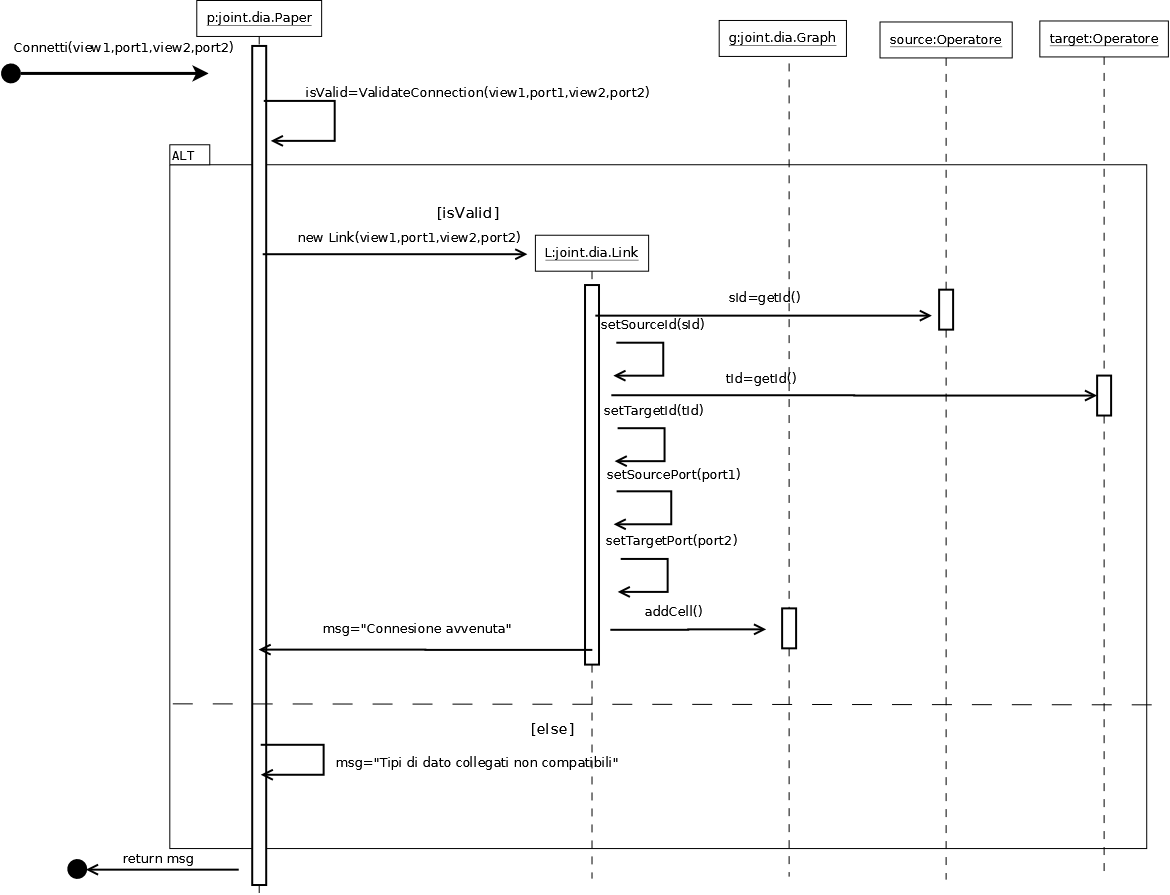 p:joint.dia.Paper
g:joint.dia.Graph
source:Operatore
target:Operatore
Connetti(view1,port1,view2,port2)
isValid=ValidateConnection(view1,port1,view2,port2)
ALT
[isValid]
new Link(view1,port1,view2,port2)
L:joint.dia.Link
sId=getId()
setSourceId(sId)
tId=getId()
setTargetId(tId)
setSourcePort(port1)
setTargetPort(port2)
addCell()
msg="Connesione avvenuta"
[else]
msg="Tipi di dato collegati non compatibili"
return msg